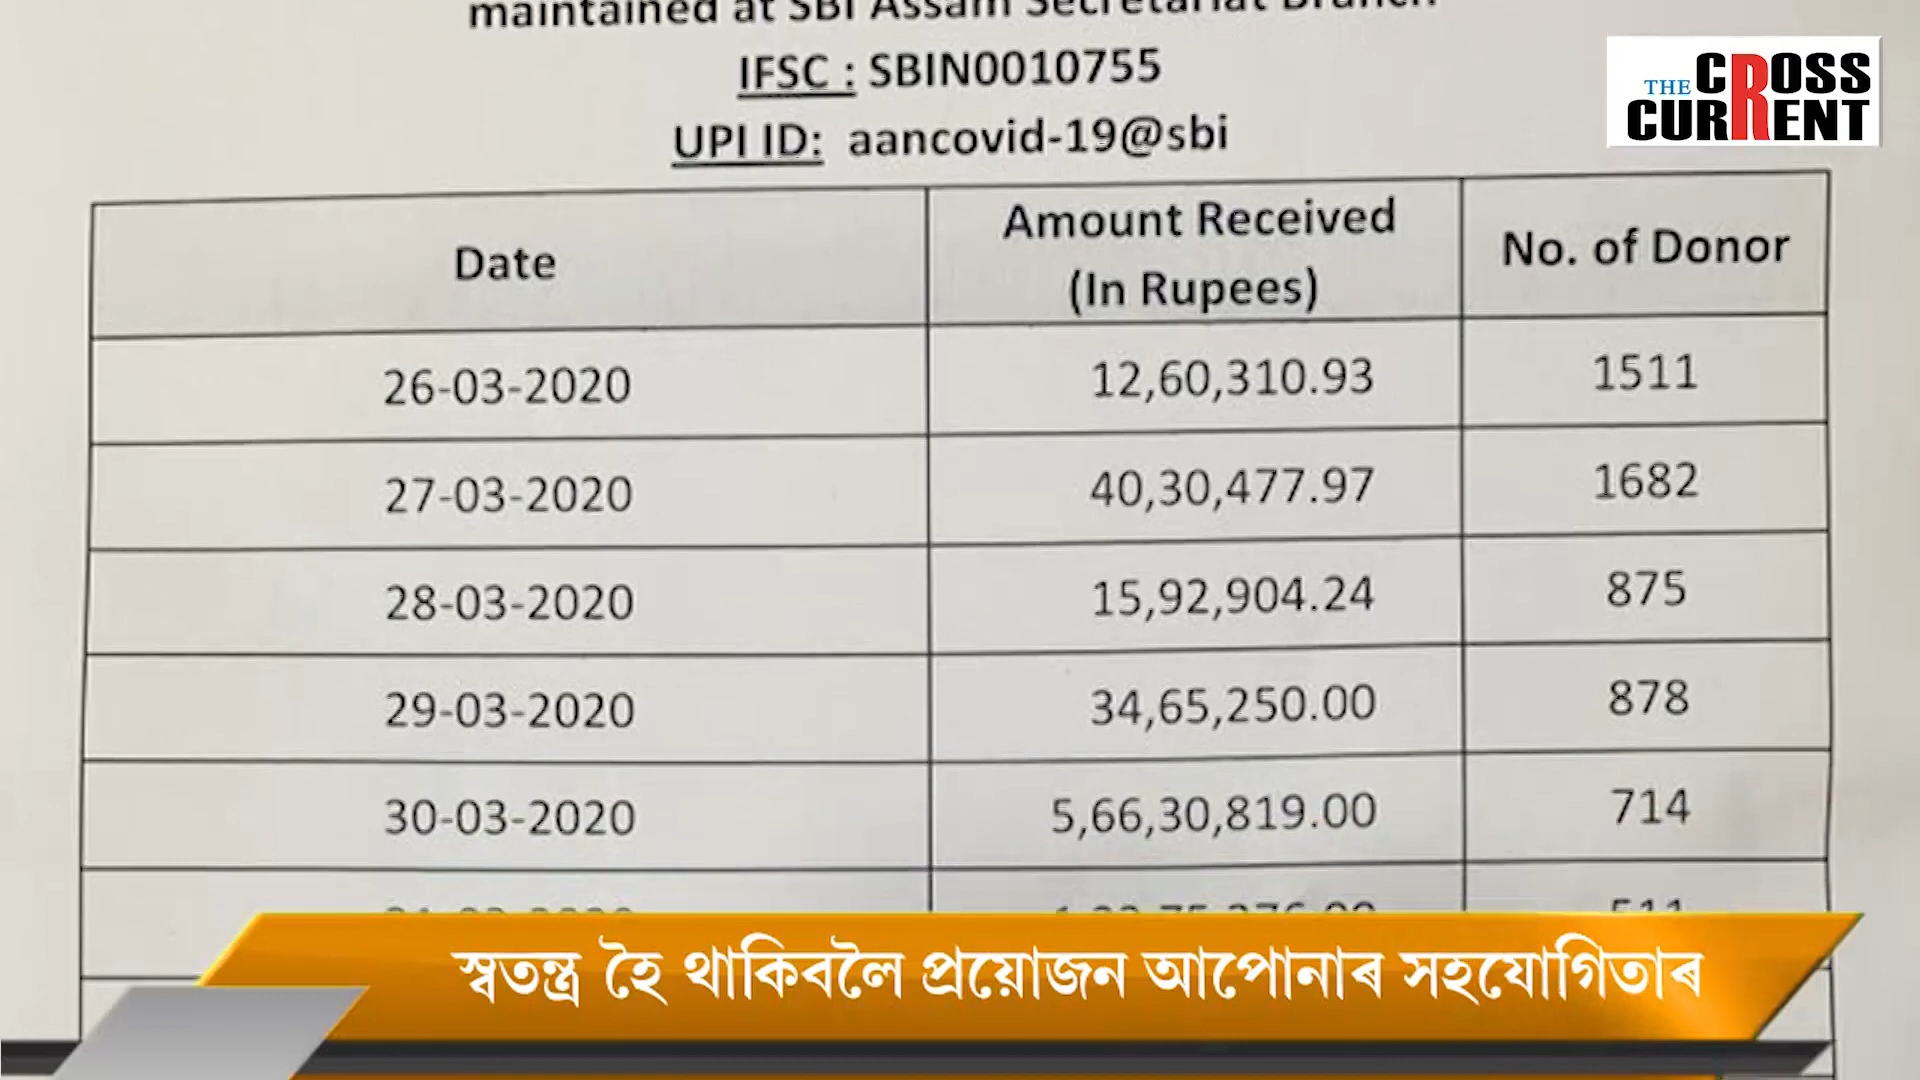 maintained at SBI Assam Secretariat Branch
IFSC : SBIN0010755
UPI ID: aancovid-19@sbi
THE CROSS CURRENT
Date Amount Received (In Rupees) No. of Donor
26-03-2020 12,60,310.93 1511
27-03-2020 40,30,477.97 1682
28-03-2020 15,92,904.24 875
29-03-2020 34,65,250.00 878
30-03-2020 5,66,30,819.00 714
স্বতন্ত্ৰ হৈ থাকিবলৈ প্ৰয়োজন আপোনাৰ সহযোগিতাৰ